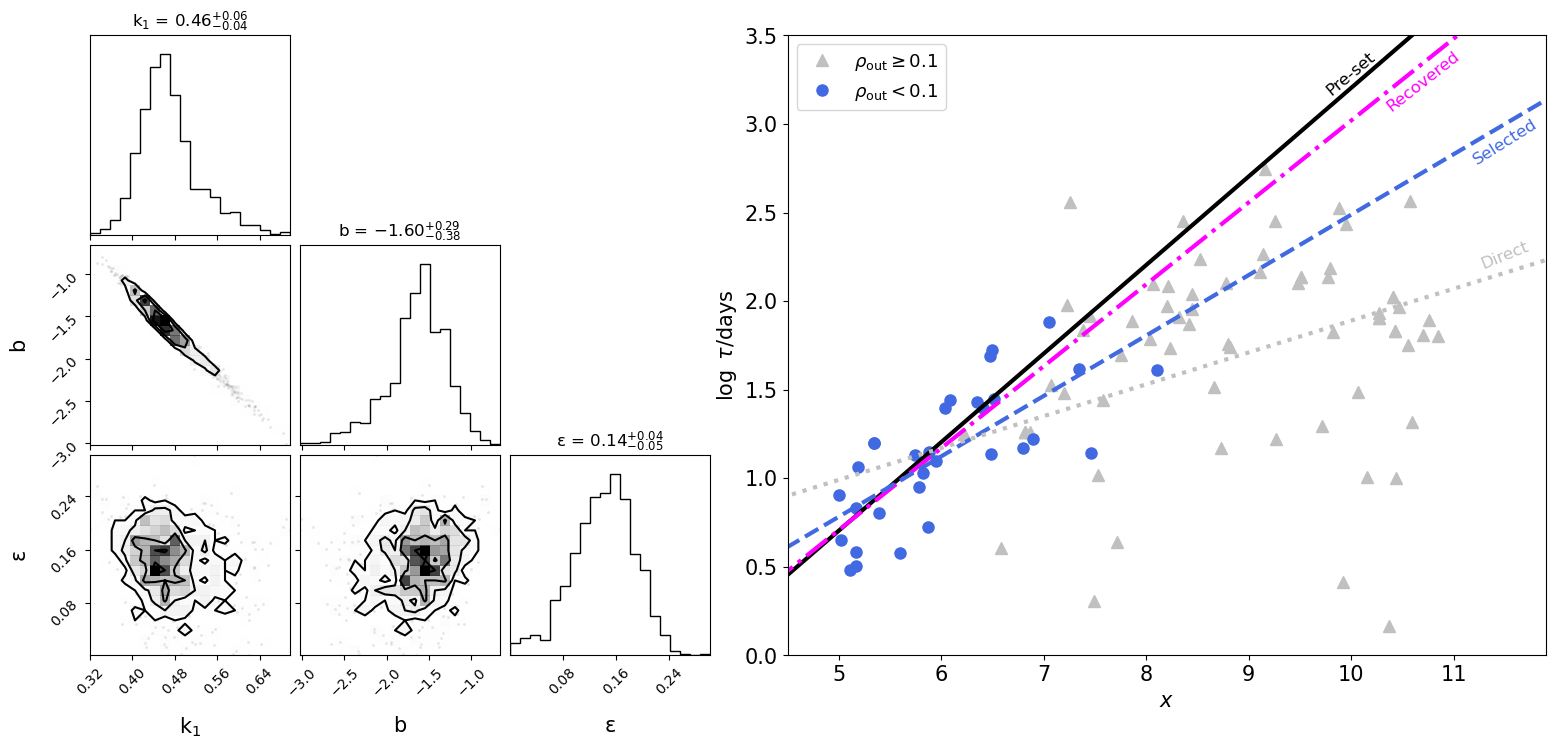 k₁ = 0.46+0.06 −0.04
b = −1.60+0.29 −0.38
ε = 0.14+0.04 −0.05
−1.0
−1.5
−2.0
−2.5
−3.0
b
0.24
0.16
0.08
ε
0.32 0.40 0.48 0.56 0.64
k₁
−3.0 −2.5 −2.0 −1.5 −1.0
b
0.08 0.16 0.24
ε
ρout ≥ 0.1
ρout < 0.1
Pre-set
Recovered
Selected
Direct
3.5
3.0
2.5
2.0
1.5
1.0
0.5
0.0
log τ/days
5 6 7 8 9 10 11
x